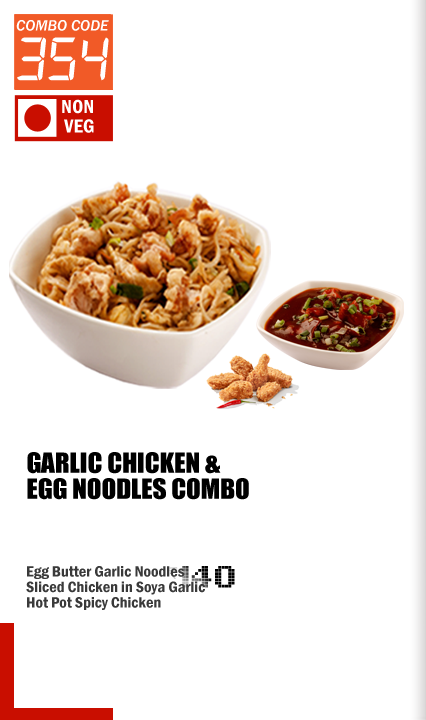 COMBO CODE
354
NON
VEG
GARLIC CHICKEN &
EGG NOODLES COMBO
Egg Butter Garlic Noodles
140
Sliced Chicken in Soya Garlic
Hot Pot Spicy Chicken